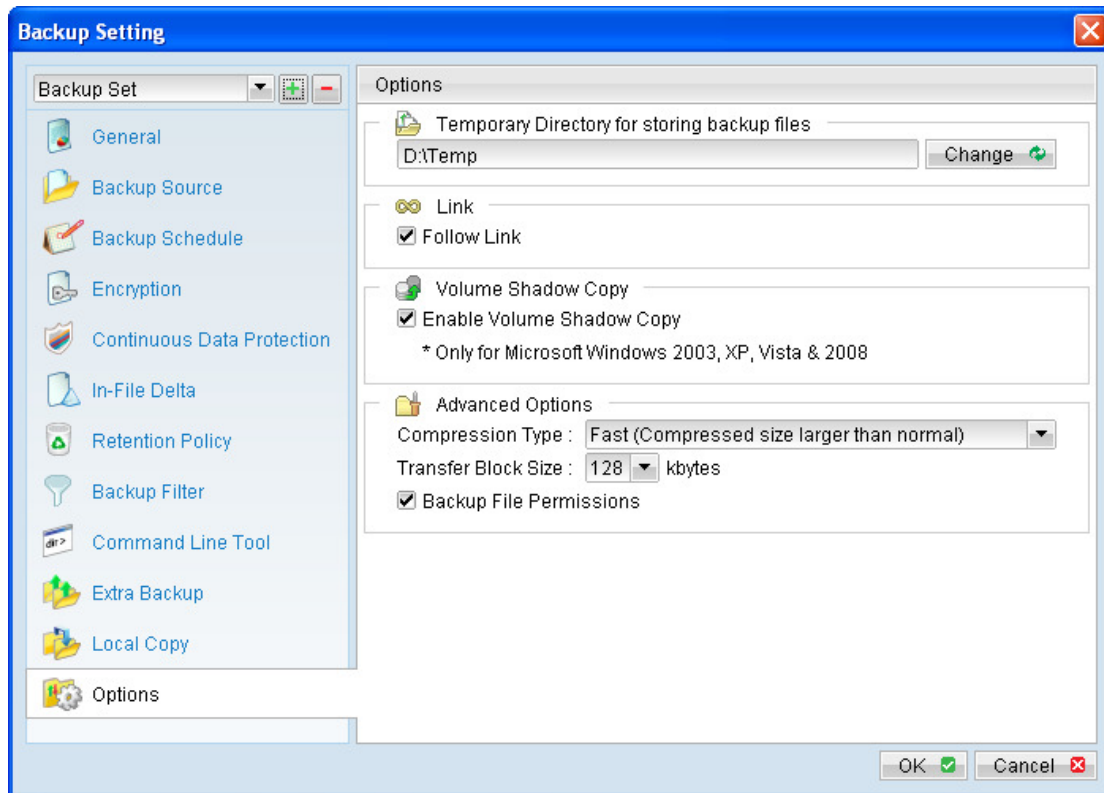 Backup Setting
Backup Set
General
Backup Source
Backup Schedule
Encryption
Continuous Data Protection
In-File Delta
Retention Policy
Backup Filter
dir>
Command Line Tool
Extra Backup
Local Copy
Options
Options
Temporary Directory for storing backup files
D:\Temp
Change
Link
Follow Link
Volume Shadow Copy
Enable Volume Shadow Copy
* Only for Microsoft Windows 2003, XP, Vista & 2008
Advanced Options
Compression Type : Fast (Compressed size larger than normal)
Transfer Block Size : 128 kbytes
Backup File Permissions
OK Cancel